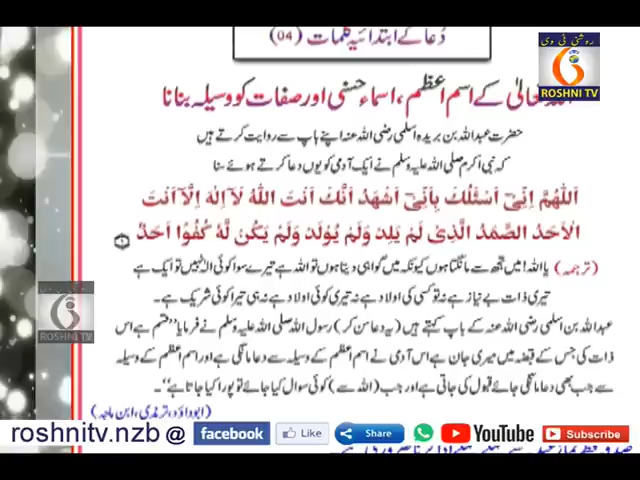 دُعا کے ابتدائیہ کلمات (04)
روشنی ٹی وی
ROSHNI TV
اللہ تعالیٰ کے اسم اعظم، اسماء حسنیٰ اور صفات کو وسیلہ بنانا
حضرت عبداللہ بن بریدہ اسلمی رضی اللہ عنہ اپنے باپ سے روایت کرتے ہیں
کہ نبی اکرم صلی اللہ علیہ وسلم نے ایک آدمی کو یوں دعا کرتے ہوئے سنا
اَللّٰهُمَّ اِنِّیْٓ اَسْئَلُكَ بِاَنِّیْٓ اَشْهَدُ اَنَّكَ اَنْتَ اللّٰهُ لَآ اِلٰهَ اِلَّآ اَنْتَ
الْاَحَدُ الصَّمَدُ الَّذِیْ لَمْ یَلِدْ وَلَمْ یُوْلَدْ وَلَمْ یَكُنْ لَّهٗ كُفُوًا اَحَدٌ
(ترجمہ) یا اللہ! میں تجھ سے مانگتا ہوں کیونکہ میں گواہی دیتا ہوں تو اللہ ہے تیرے سوا کوئی الٰہ نہیں تو ایک ہے
تیری ذات بے نیاز ہے نہ تو کسی کی اولاد ہے نہ تیری کوئی اولاد ہے نہ ہی تیرا کوئی شریک ہے۔
عبداللہ بن اسلمی رضی اللہ عنہ کے باپ کہتے ہیں (یہ دعا سن کر) رسول اللہ صلی اللہ علیہ وسلم نے فرمایا ”قسم ہے اس
ذات کی جس کے قبضہ میں میری جان ہے اس آدمی نے اسم اعظم کے وسیلہ سے دعا مانگی ہے اور اسم اعظم کے وسیلہ
سے جب بھی دعا مانگی جائے قبول کی جاتی ہے اور جب (اللہ سے) کوئی سوال کیا جائے تو پورا کیا جاتا ہے“۔
(ابوداؤد، ترمذی، ابن ماجہ)
ROSHNI TV
roshnitv.nzb @ facebook Like Share YouTube Subscribe